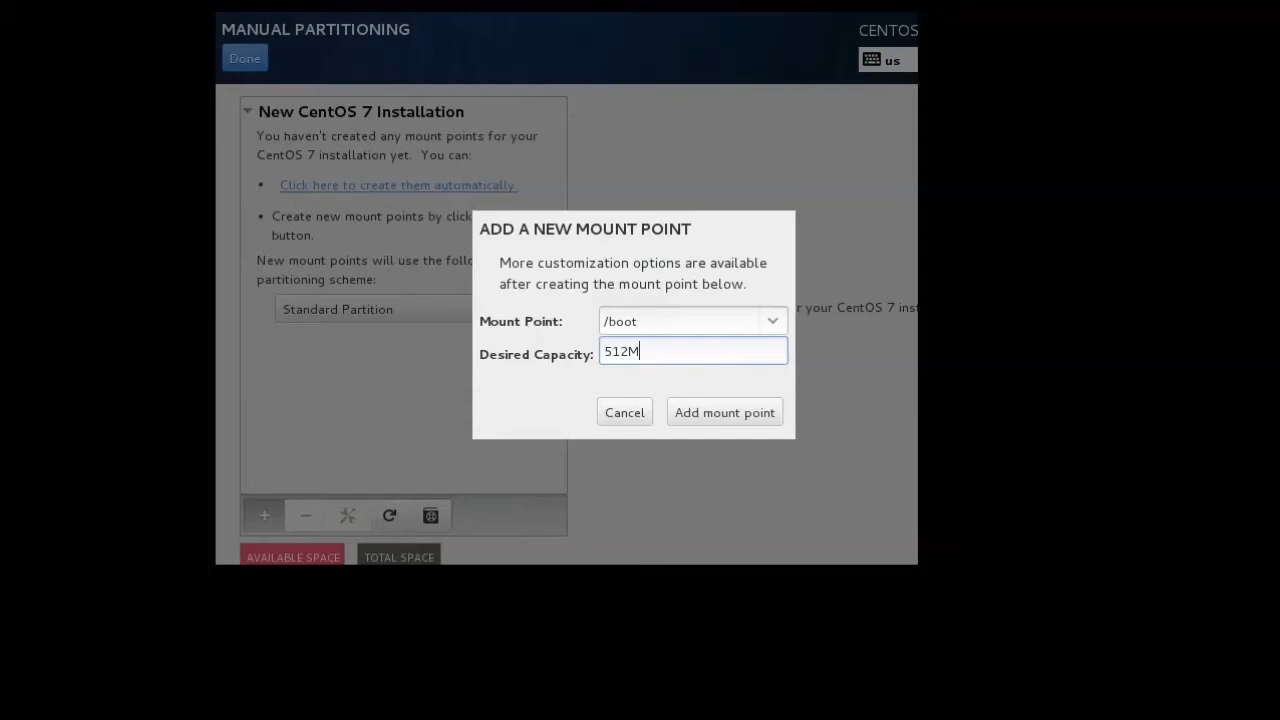 MANUAL PARTITIONING
CENTOS
Done
us
New CentOS 7 Installation
You haven't created any mount points for your
CentOS 7 installation yet. You can:
• Click here to create them automatically.
• Create new mount points by click
button.
New mount points will use the follo
partitioning scheme:
Standard Partition
r your CentOS 7 inst
ADD A NEW MOUNT POINT
More customization options are available
after creating the mount point below.
Mount Point: /boot
Desired Capacity: 512M
Cancel Add mount point
+ −
AVAILABLE SPACE TOTAL SPACE